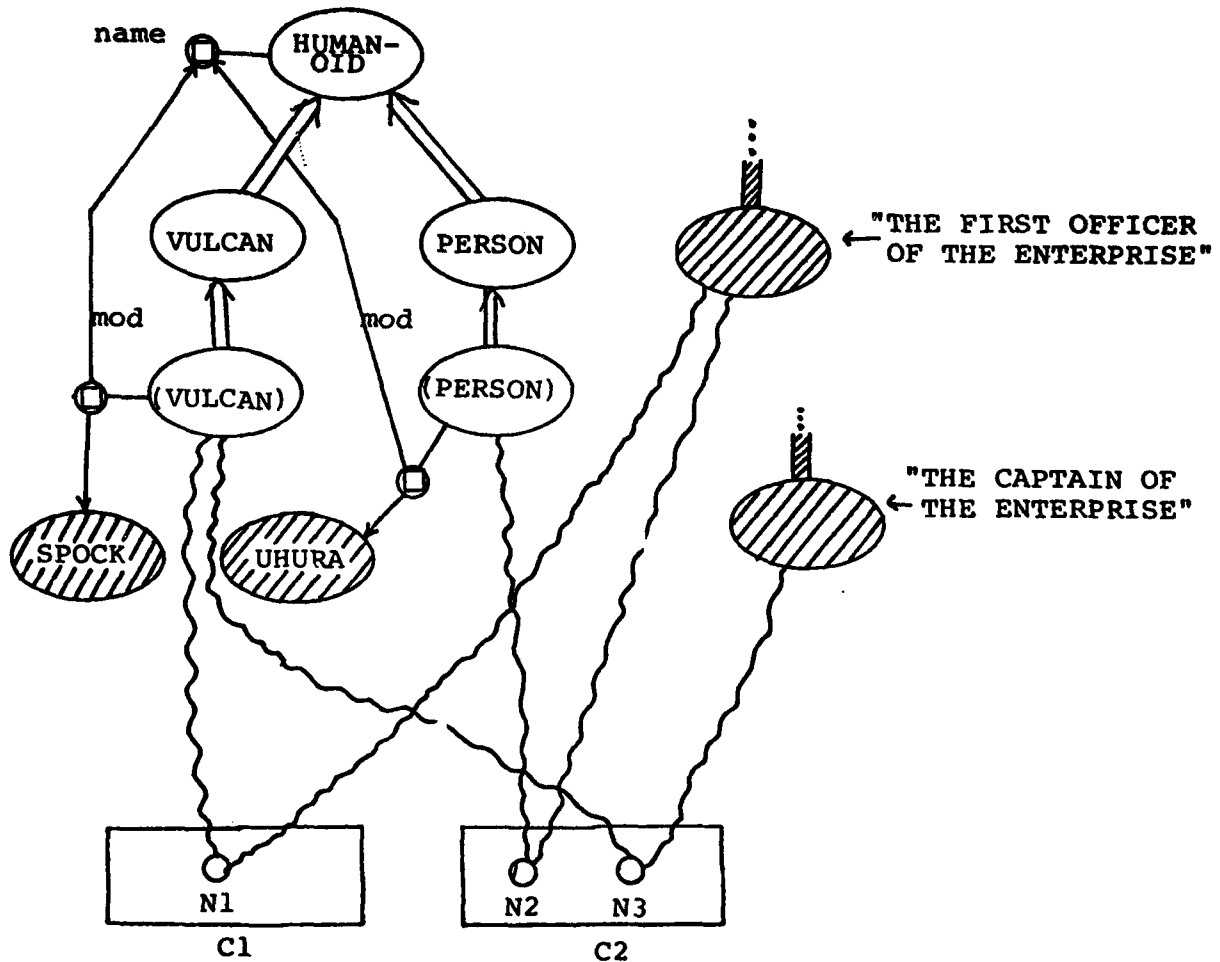 name
HUMAN-
OID
VULCAN
PERSON
"THE FIRST OFFICER
OF THE ENTERPRISE"
mod
mod
(VULCAN)
(PERSON)
"THE CAPTAIN OF
THE ENTERPRISE"
SPOCK
UHURA
N1
N2
N3
C1
C2